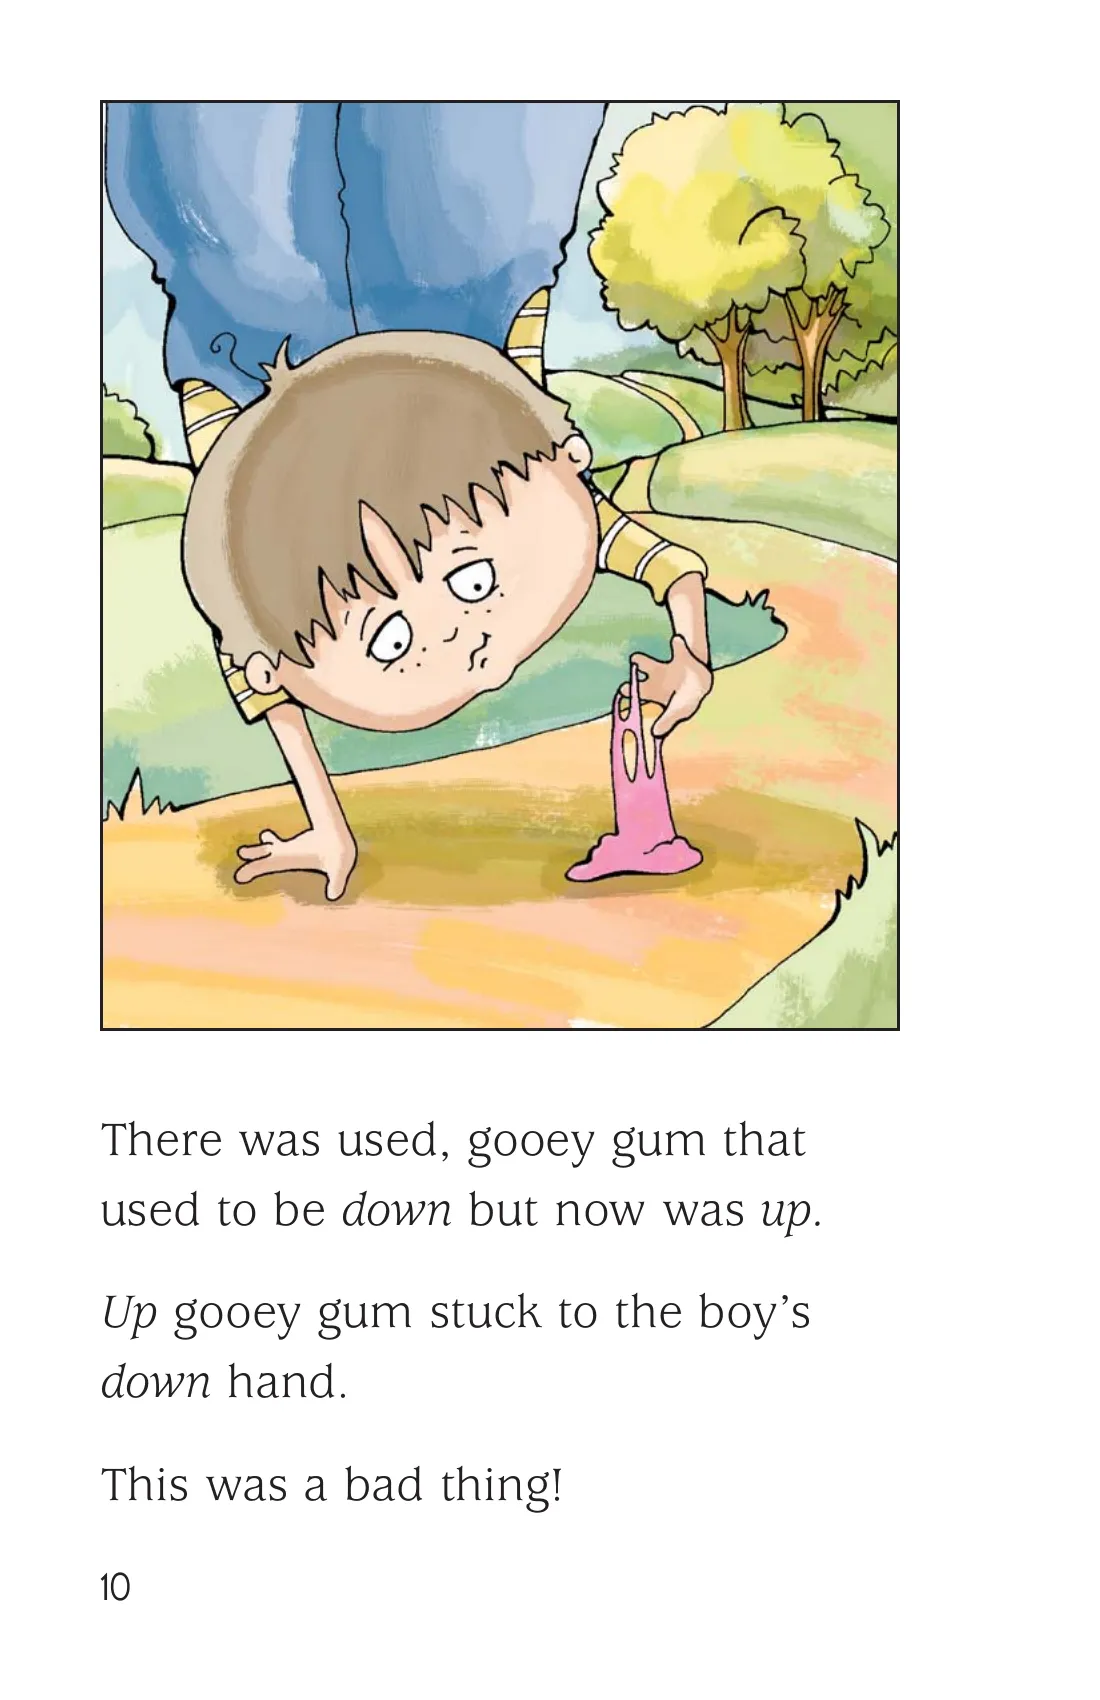 There was used, gooey gum that
used to be down but now was up.
Up gooey gum stuck to the boy’s
down hand.
This was a bad thing!
10